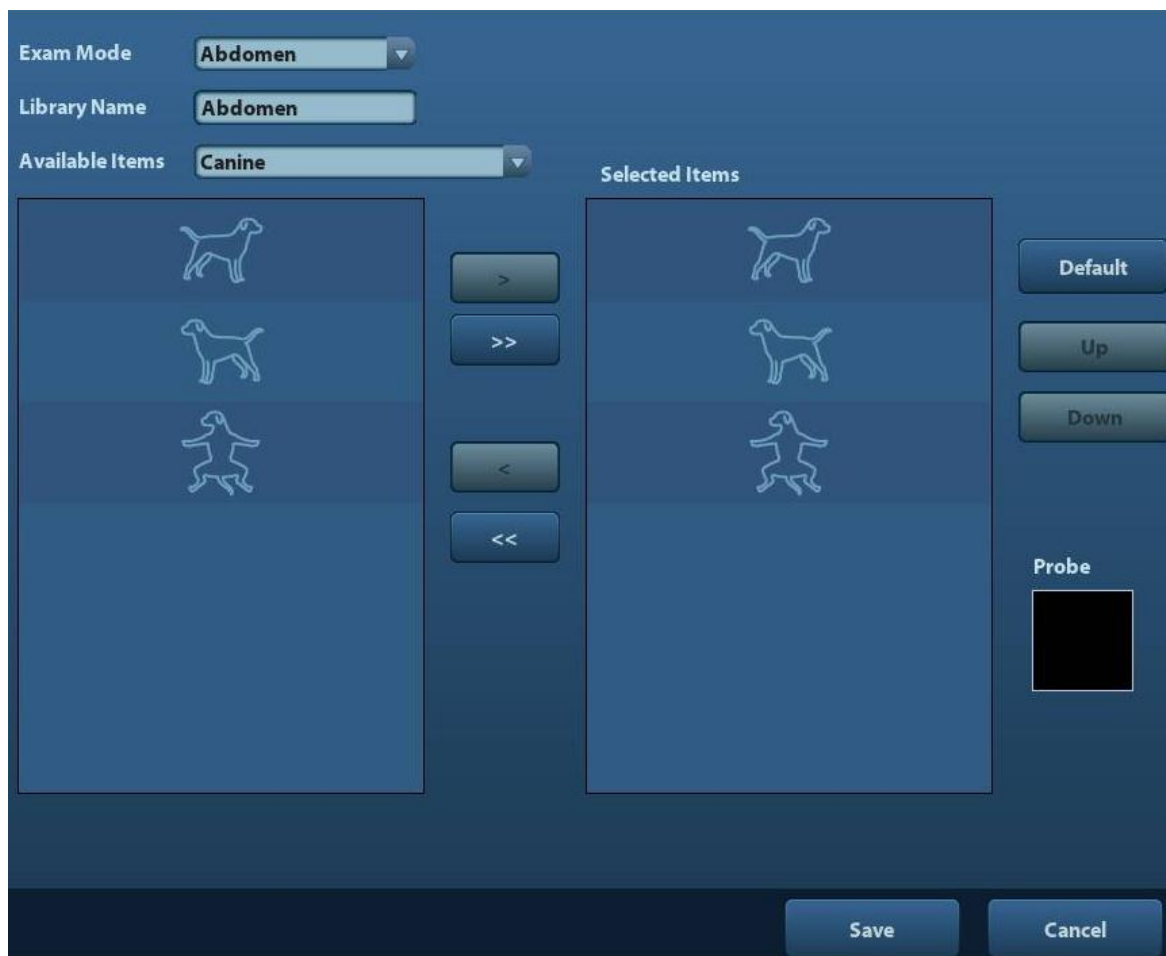 Exam Mode Abdomen
Library Name Abdomen
Available Items Canine
Selected Items
>
Default
>>
Up
Down
<
<<
Probe
Save Cancel